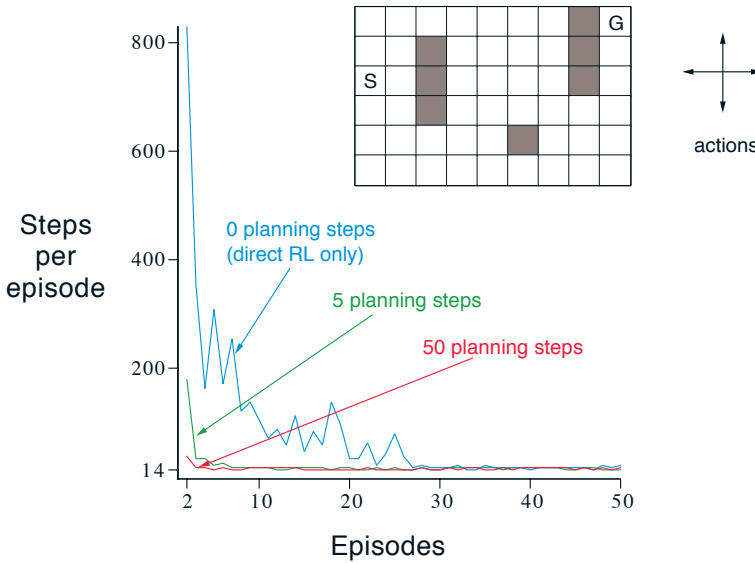 800
600
400
200
14
Steps
per
episode
2
10
20
30
40
50
Episodes
0 planning steps
(direct RL only)
5 planning steps
50 planning steps
G
S
actions